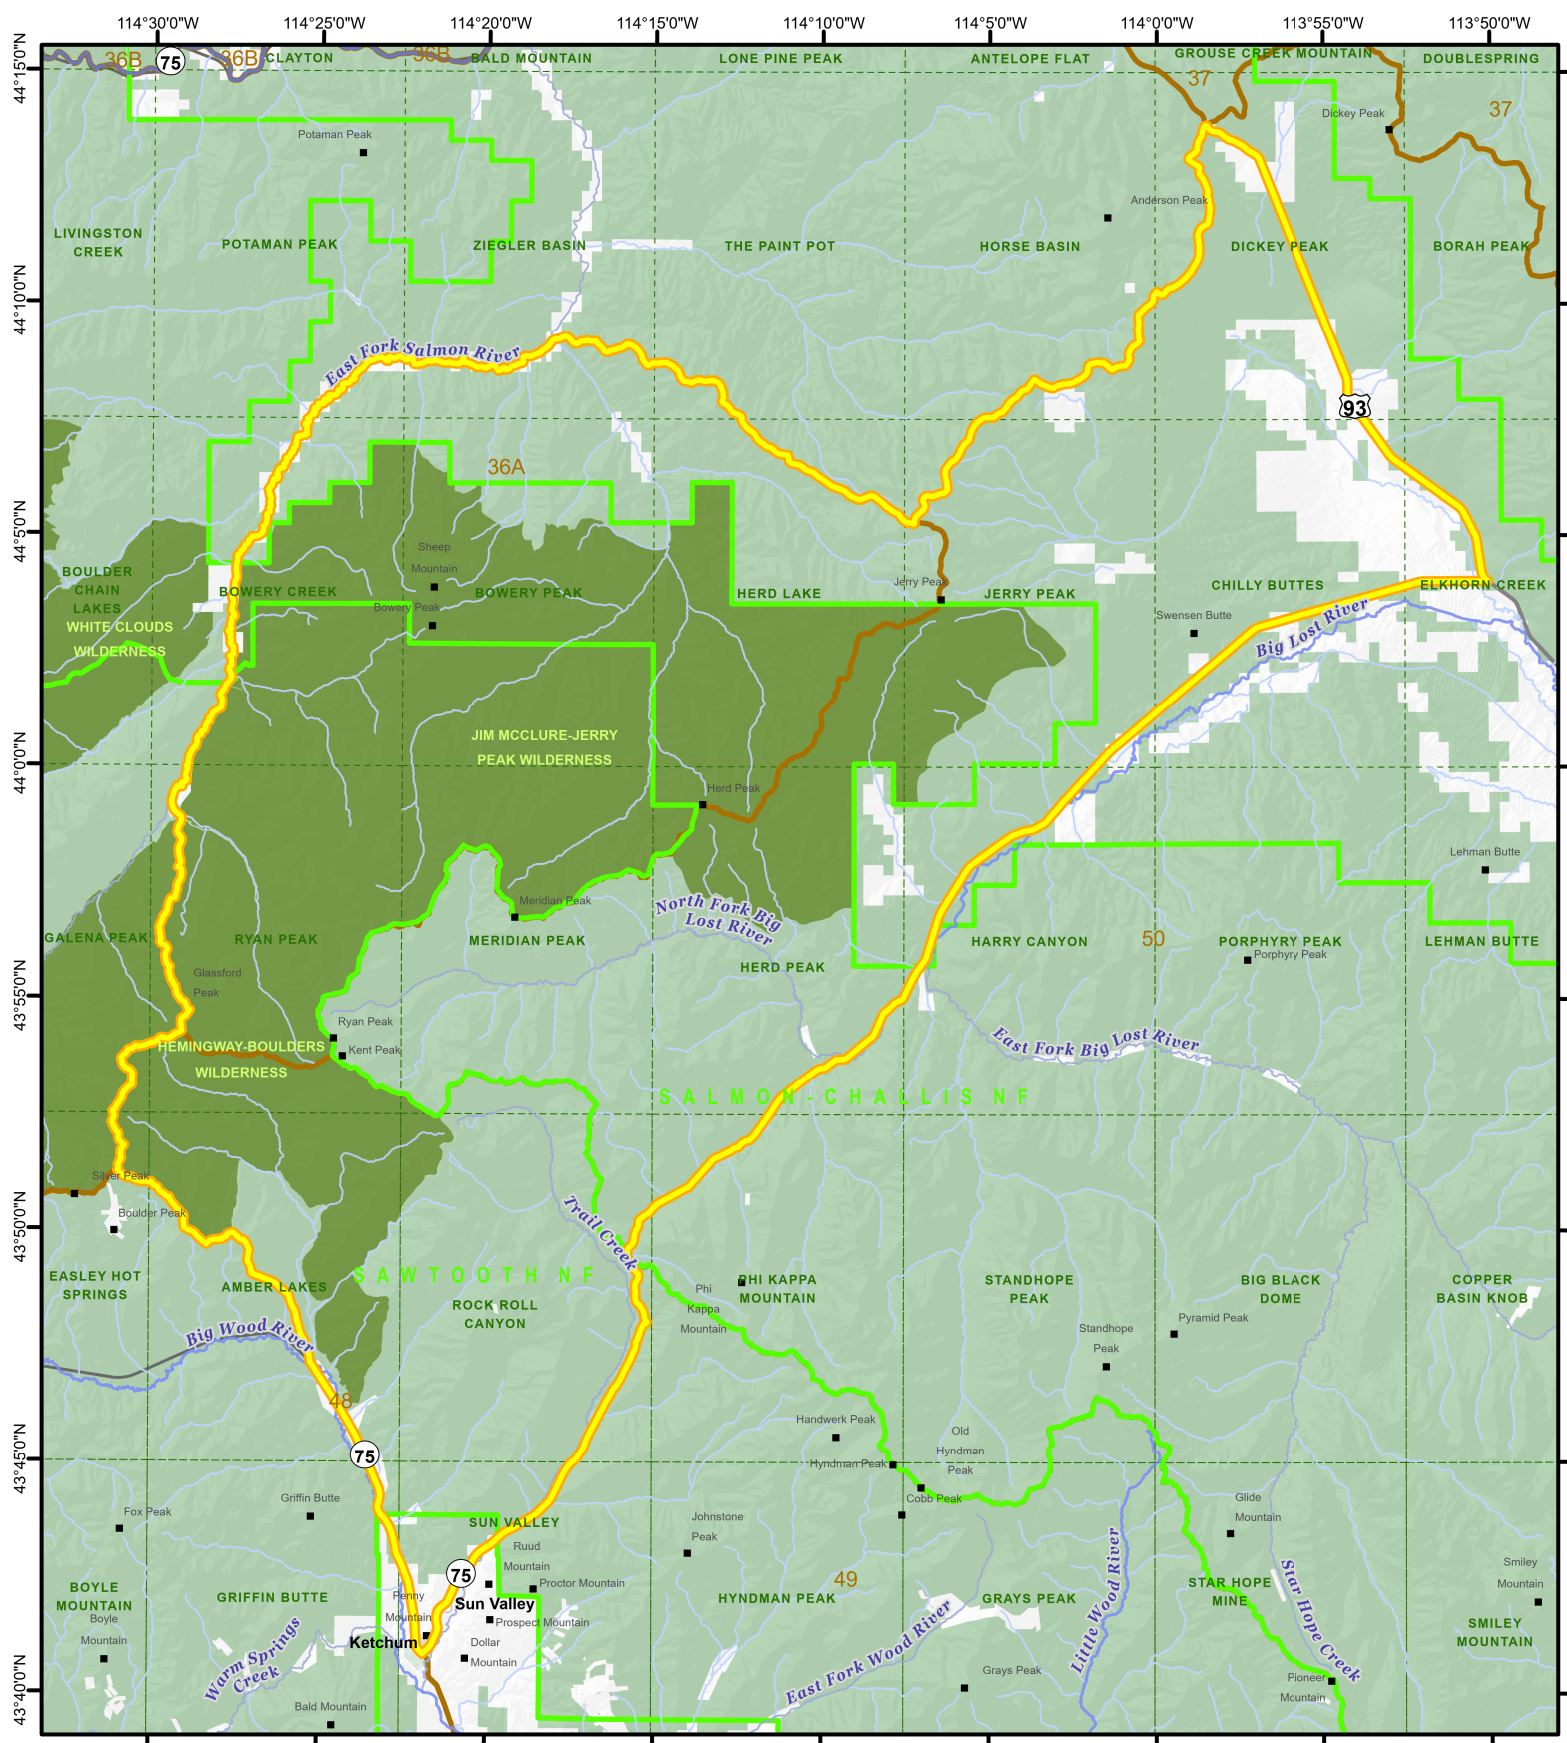 114°30'0"W 114°25'0"W 114°20'0"W 114°15'0"W 114°10'0"W 114°5'0"W 114°0'0"W 113°55'0"W 113°50'0"W
44°15'0"N
44°10'0"N
44°5'0"N
44°0'0"N
43°55'0"N
43°50'0"N
43°45'0"N
43°40'0"N
36B
75
36B
CLAYTON
36B
BALD MOUNTAIN
LONE PINE PEAK
ANTELOPE FLAT
GROUSE CREEK MOUNTAIN
DOUBLESPRING
37
37
Dickey Peak
Potaman Peak
Anderson Peak
LIVINGSTON
CREEK
POTAMAN PEAK
ZIEGLER BASIN
THE PAINT POT
HORSE BASIN
DICKEY PEAK
BORAH PEAK
East Fork Salmon River
93
36A
Sheep
Mountain
BOULDER
CHAIN
LAKES
WHITE CLOUDS
WILDERNESS
BOWERY CREEK
Bowery Peak
BOWERY PEAK
HERD LAKE
Jerry Peak
JERRY PEAK
CHILLY BUTTES
ELKHORN CREEK
Swensen Butte
Big Lost River
JIM MCCLURE-JERRY
PEAK WILDERNESS
Herd Peak
Lehman Butte
Meridian Peak
North Fork Big
Lost River
GALENA PEAK
RYAN PEAK
MERIDIAN PEAK
HERD PEAK
HARRY CANYON
50
PORPHYRY PEAK
Porphyry Peak
LEHMAN BUTTE
Glassford
Peak
Ryan Peak
Kent Peak
HEMINGWAY-BOULDERS
WILDERNESS
East Fork Big Lost River
SALMON-CHALLIS NF
Silver Peak
Boulder Peak
Trail Creek
EASLEY HOT
SPRINGS
AMBER LAKES
SAWTOOTH NF
ROCK ROLL
CANYON
Phi
Kappa
Mountain
PHI KAPPA
MOUNTAIN
STANDHOPE
PEAK
BIG BLACK
DOME
COPPER
BASIN KNOB
Big Wood River
Standhope
Peak
Pyramid Peak
48
75
Handwerk Peak
Old
Hyndman
Peak
Hyndman Peak
Cobb Peak
Fox Peak
Griffin Butte
SUN VALLEY
Johnstone
Peak
Glide
Mountain
Ruud
Mountain
75
Proctor Mountain
BOYLE
MOUNTAIN
Boyle
Mountain
GRIFFIN BUTTE
Penny
Mountain
Sun Valley
Prospect Mountain
Ketchum
Dollar
Mountain
HYNDMAN PEAK
49
GRAYS PEAK
Little Wood River
STAR HOPE
MINE
Star Hope Creek
Smiley
Mountain
SMILEY
MOUNTAIN
Warm Springs
Creek
East Fork Wood River
Grays Peak
Pioneer
Mountain
Bald Mountain